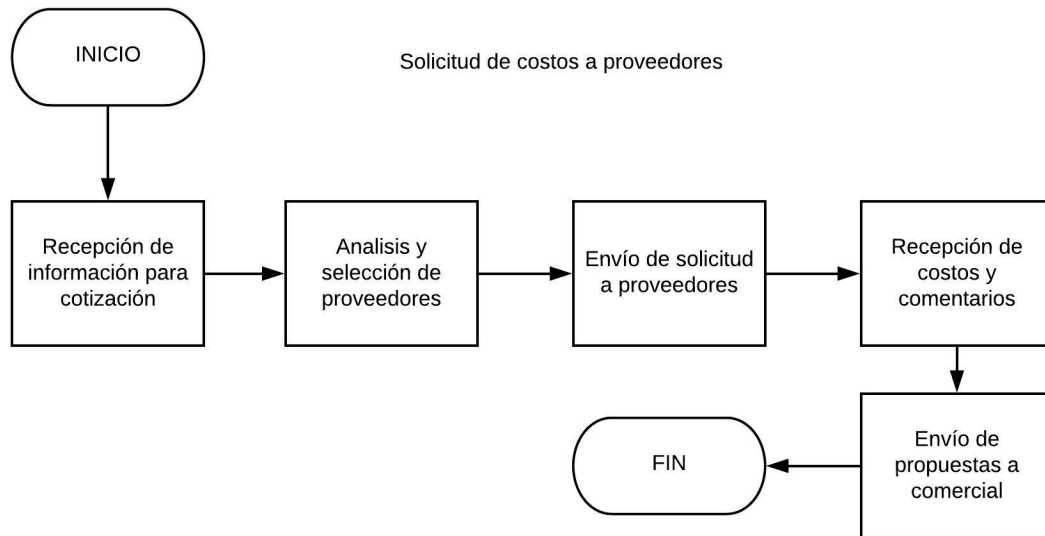 INICIO
Solicitud de costos a proveedores
Recepción de
información para
cotización
Analisis y
selección de
proveedores
Envío de solicitud
a proveedores
Recepción de
costos y
comentarios
Envío de
propuestas a
comercial
FIN